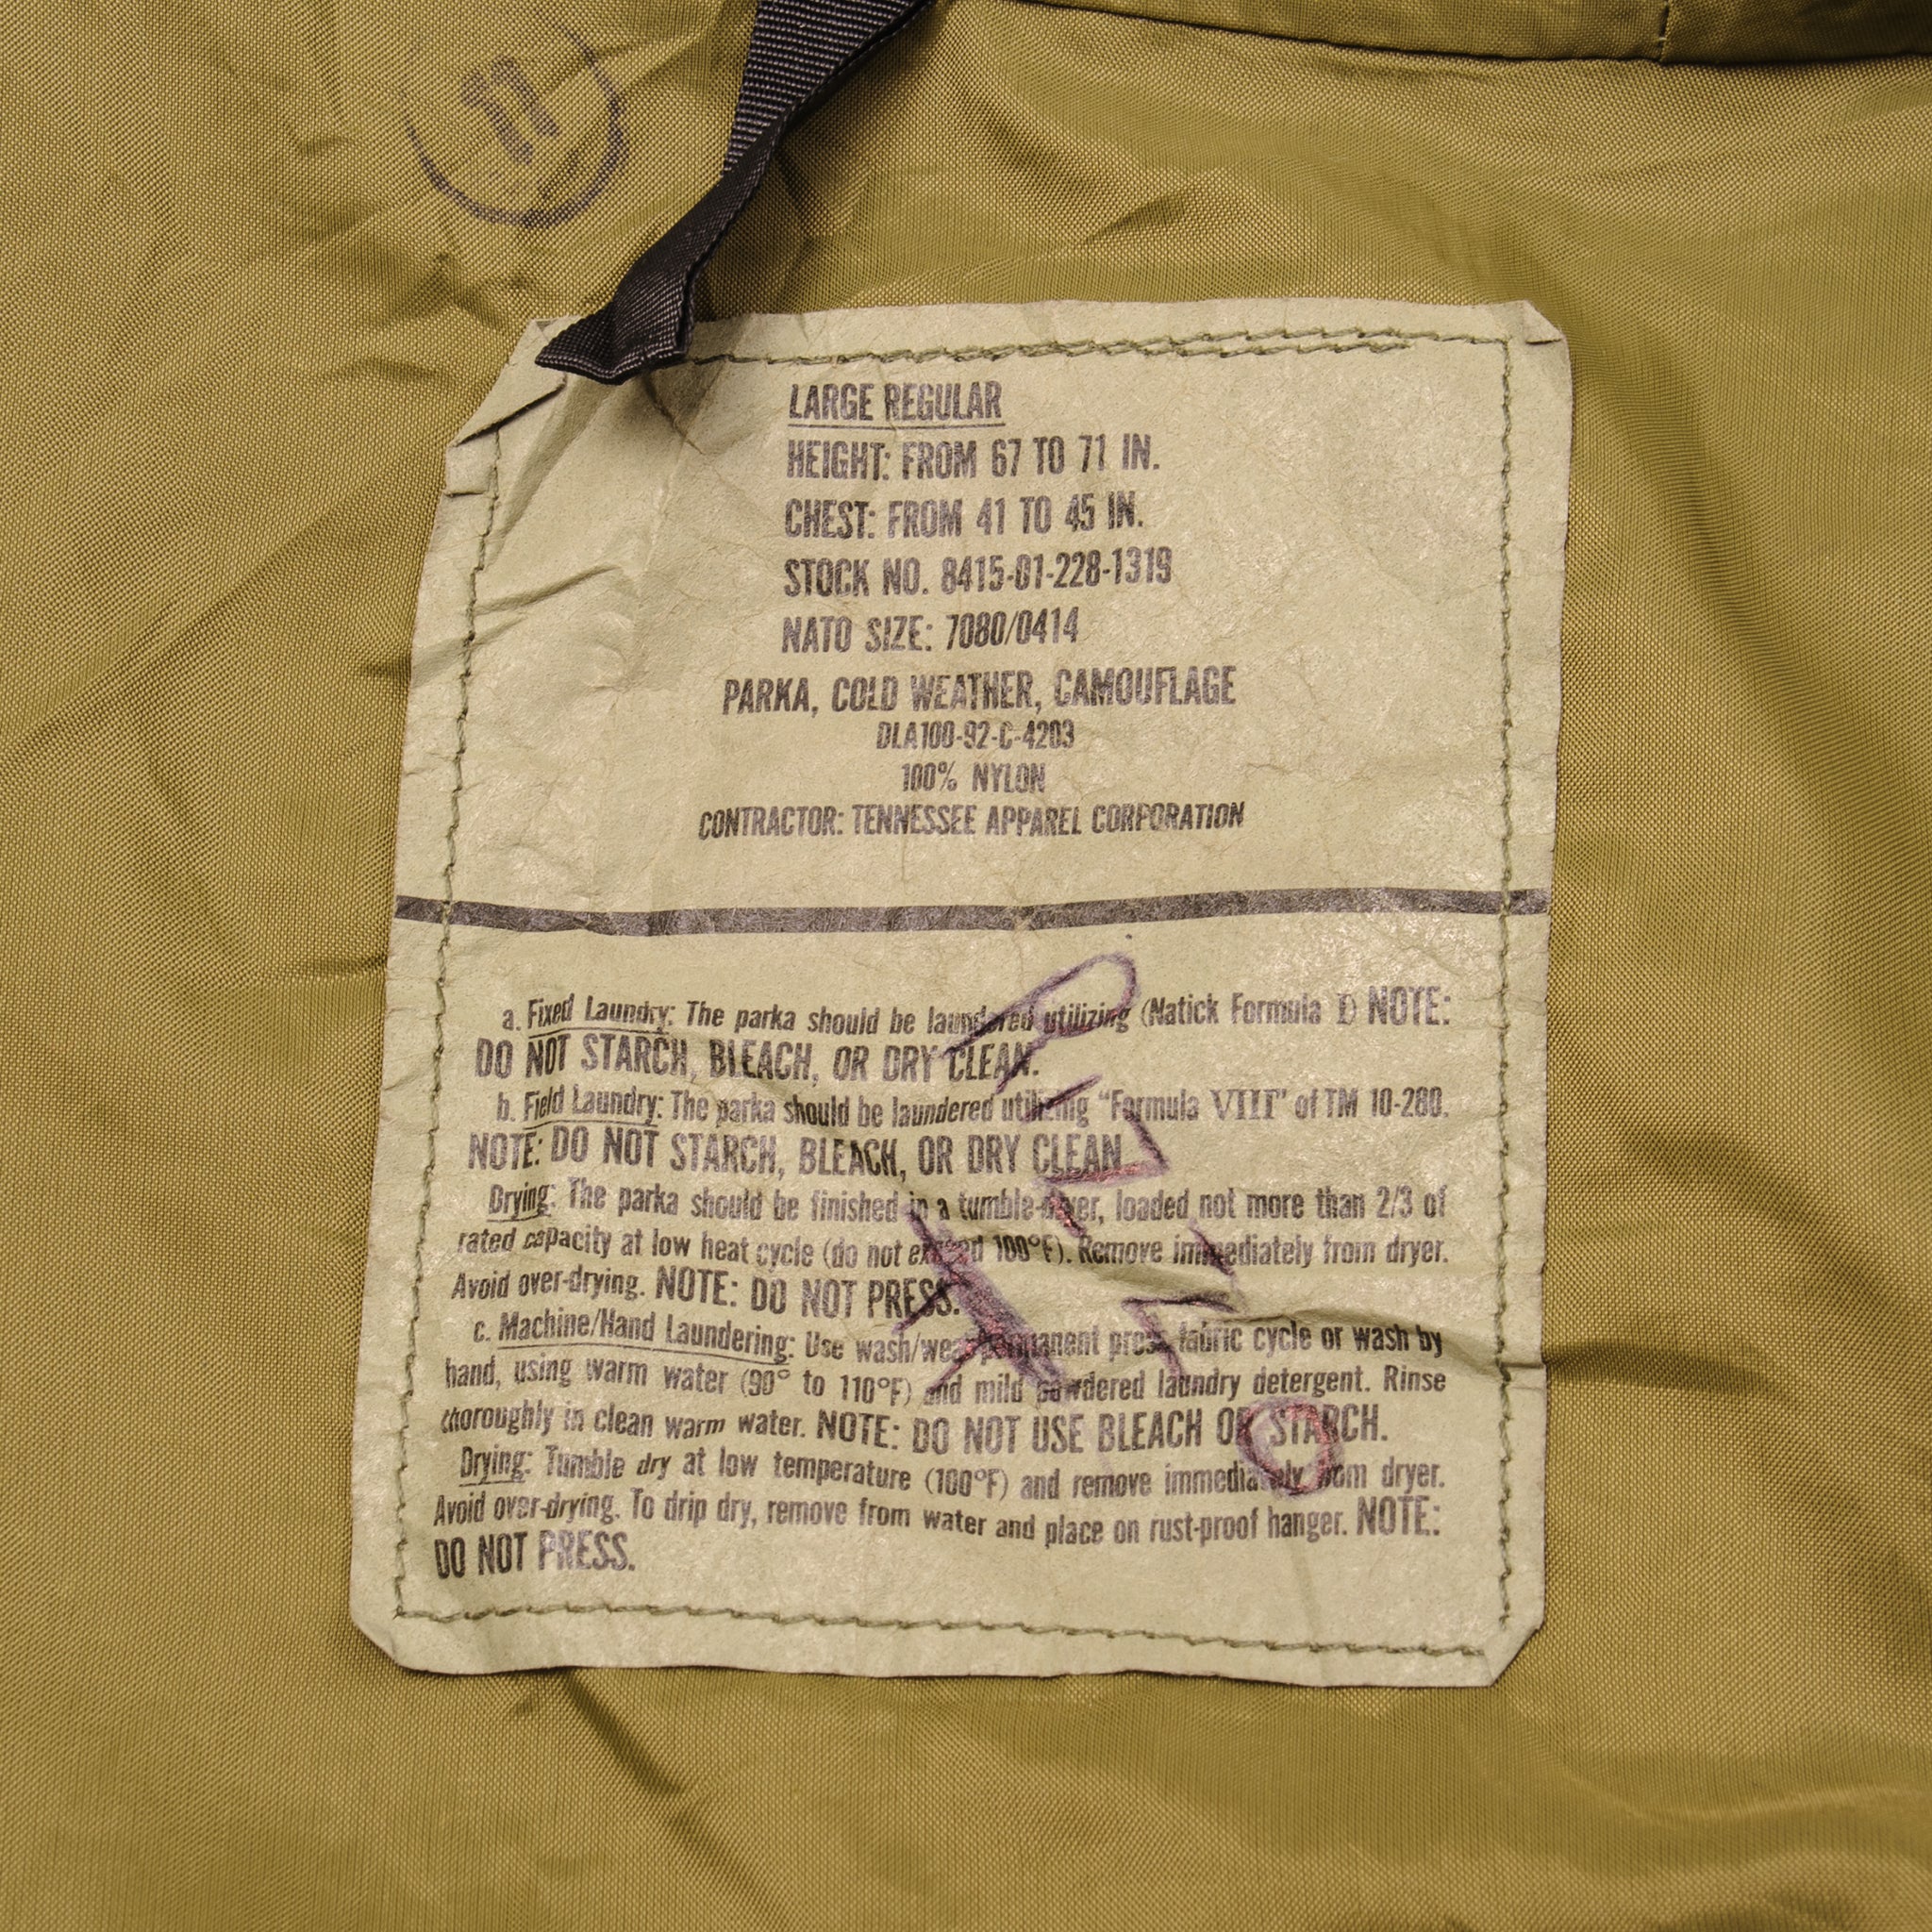 11
LARGE REGULAR
HEIGHT: FROM 67 TO 71 IN.
CHEST: FROM 41 TO 45 IN.
STOCK NO. 8415-01-228-1319
NATO SIZE: 7080/0414
PARKA, COLD WEATHER, CAMOUFLAGE
DLA100-92-C-4203
100% NYLON
CONTRACTOR: TENNESSEE APPAREL CORPORATION
a. Fixed Laundry: The parka should be laundered utilizing (Natick Formula I) NOTE:
DO NOT STARCH, BLEACH, OR DRY CLEAN.
b. Field Laundry: The parka should be laundered utilizing "Formula VIII" of TM 10-280.
NOTE: DO NOT STARCH, BLEACH, OR DRY CLEAN
Drying: The parka should be finished in a tumble-dryer, loaded not more than 2/3 of
rated capacity at low heat cycle (do not exceed 100°F). Remove immediately from dryer.
Avoid over-drying. NOTE: DO NOT PRESS.
c. Machine/Hand Laundering: Use wash/wear permanent press fabric cycle or wash by
hand, using warm water (90° to 110°F) and mild powdered laundry detergent. Rinse
thoroughly in clean warm water. NOTE: DO NOT USE BLEACH OR STARCH.
Drying: Tumble dry at low temperature (100°F) and remove immediately from dryer.
Avoid over-drying. To drip dry, remove from water and place on rust-proof hanger. NOTE:
DO NOT PRESS.